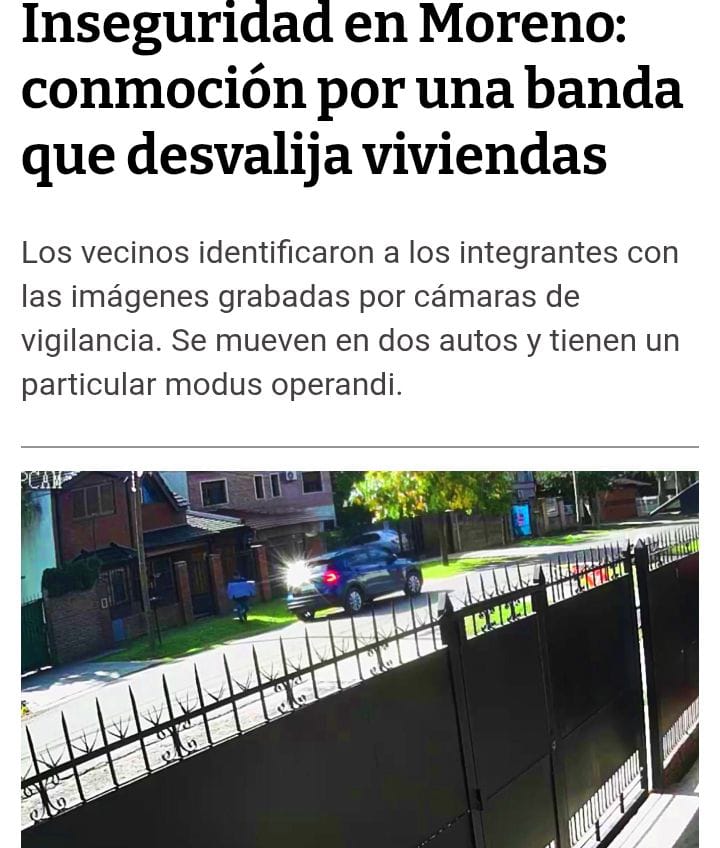 Inseguridad en Moreno:
conmoción por una banda
que desvalija viviendas
Los vecinos identificaron a los integrantes con
las imágenes grabadas por cámaras de
vigilancia. Se mueven en dos autos y tienen un
particular modus operandi.
PCAM